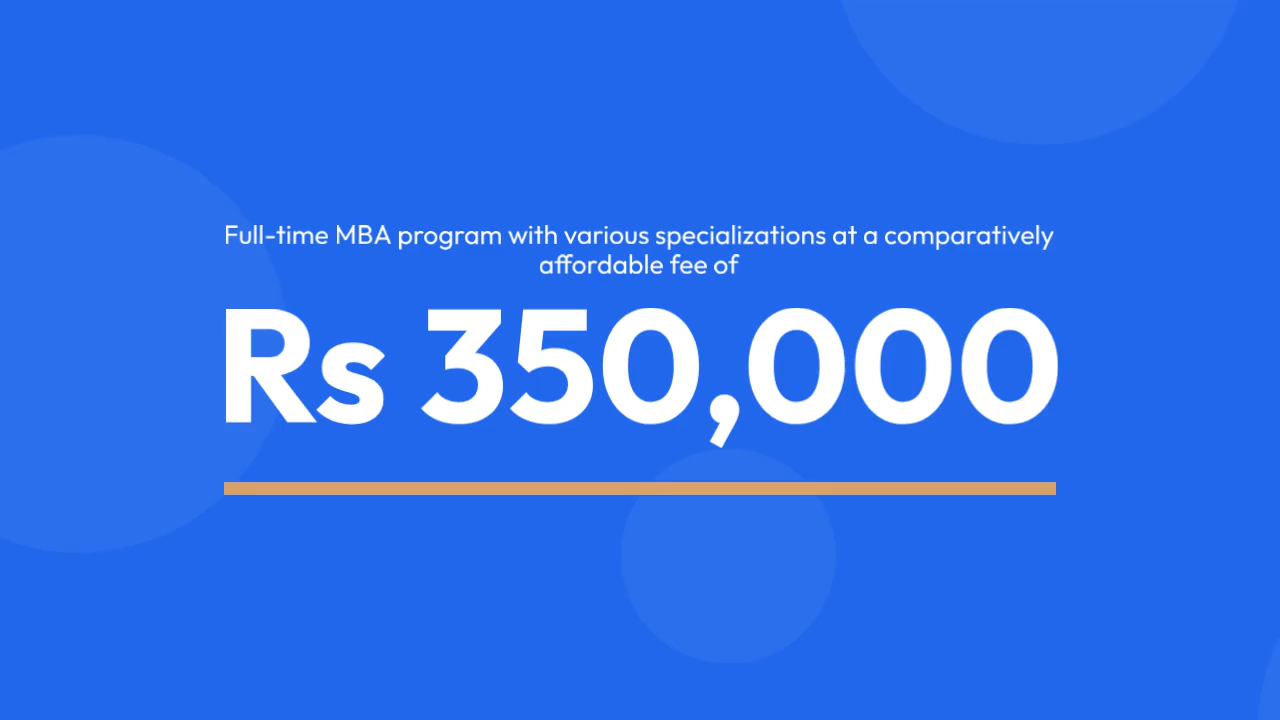 Full-time MBA program with various specializations at a comparatively
affordable fee of
Rs 350,000